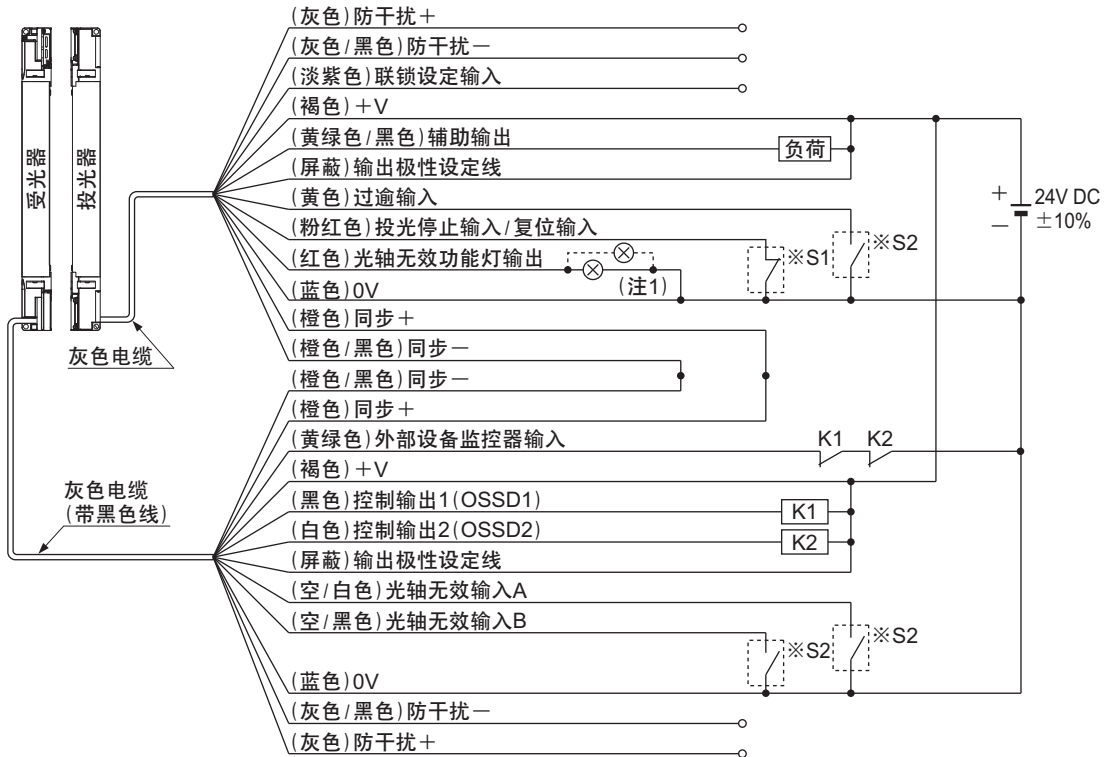 (灰色)防干扰＋
(灰色/黑色)防干扰－
(淡紫色)联锁设定输入
(褐色)＋V
(黄绿色/黑色)辅助输出
负荷
(屏蔽)输出极性设定线
(黄色)过逾输入
(粉红色)投光停止输入/复位输入
※S1
※S2
(红色)光轴无效功能灯输出
(注1)
(蓝色)0V
(橙色)同步＋
(橙色/黑色)同步－
(橙色/黑色)同步－
(橙色)同步＋
(黄绿色)外部设备监控器输入
K1 K2
(褐色)＋V
(黑色)控制输出1(OSSD1)
K1
(白色)控制输出2(OSSD2)
K2
(屏蔽)输出极性设定线
(空/白色)光轴无效输入A
(空/黑色)光轴无效输入B
※S2
※S2
(蓝色)0V
(灰色/黑色)防干扰－
(灰色)防干扰＋
受光器
投光器
灰色电缆
灰色电缆
(带黑色线)
＋
－
24V DC
±10%